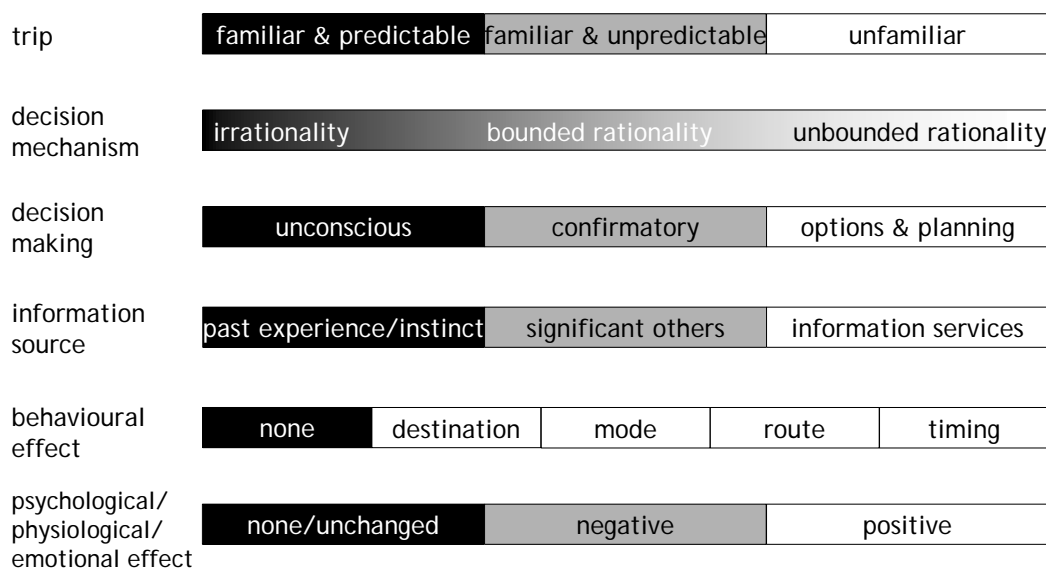 trip
familiar & predictable familiar & unpredictable unfamiliar
decision
mechanism
irrationality bounded rationality unbounded rationality
decision
making
unconscious confirmatory options & planning
information
source
past experience/instinct significant others information services
behavioural
effect
none destination mode route timing
psychological/
physiological/
emotional effect
none/unchanged negative positive